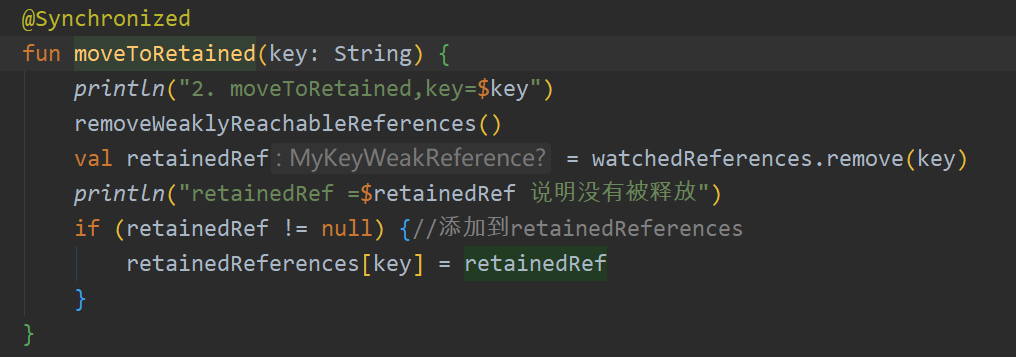 @Synchronized
fun moveToRetained(key: String) {
println("2. moveToRetained,key=$key")
removeWeaklyReachableReferences()
val retainedRef : MyKeyWeakReference? = watchedReferences.remove(key)
println("retainedRef =$retainedRef 说明没有被释放")
if (retainedRef != null) {//添加到retainedReferences
retainedReferences[key] = retainedRef
}
}